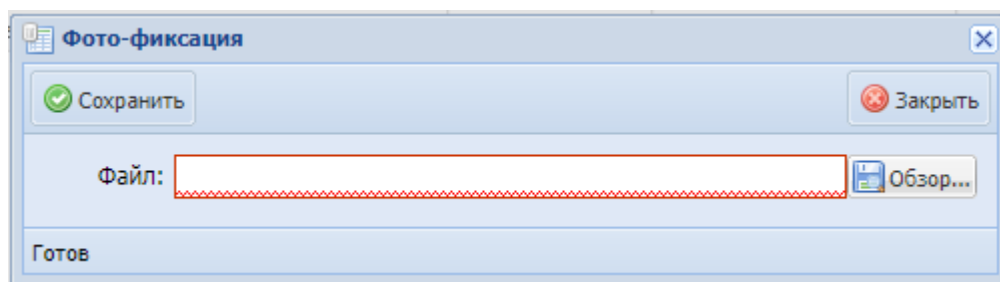 Фото-фиксация
Сохранить Закрыть
Файл: Обзор...
Готов